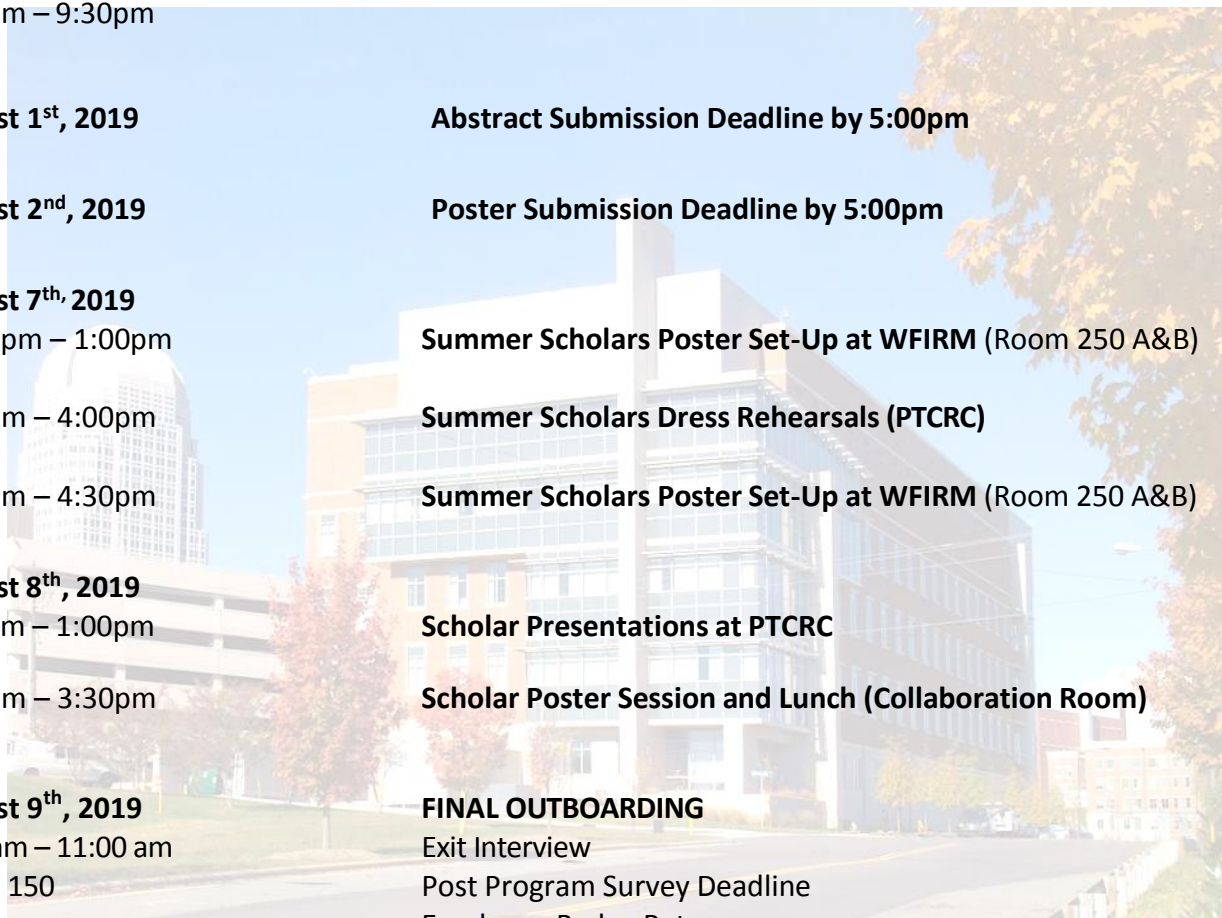 m – 9:30pm
st 1st, 2019 Abstract Submission Deadline by 5:00pm
st 2nd, 2019 Poster Submission Deadline by 5:00pm
st 7th, 2019
pm – 1:00pm Summer Scholars Poster Set-Up at WFIRM (Room 250 A&B)
m – 4:00pm Summer Scholars Dress Rehearsals (PTCRC)
m – 4:30pm Summer Scholars Poster Set-Up at WFIRM (Room 250 A&B)
st 8th, 2019
m – 1:00pm Scholar Presentations at PTCRC
m – 3:30pm Scholar Poster Session and Lunch (Collaboration Room)
st 9th, 2019 FINAL OUTBOARDING
am – 11:00 am Exit Interview
150 Post Program Survey Deadline